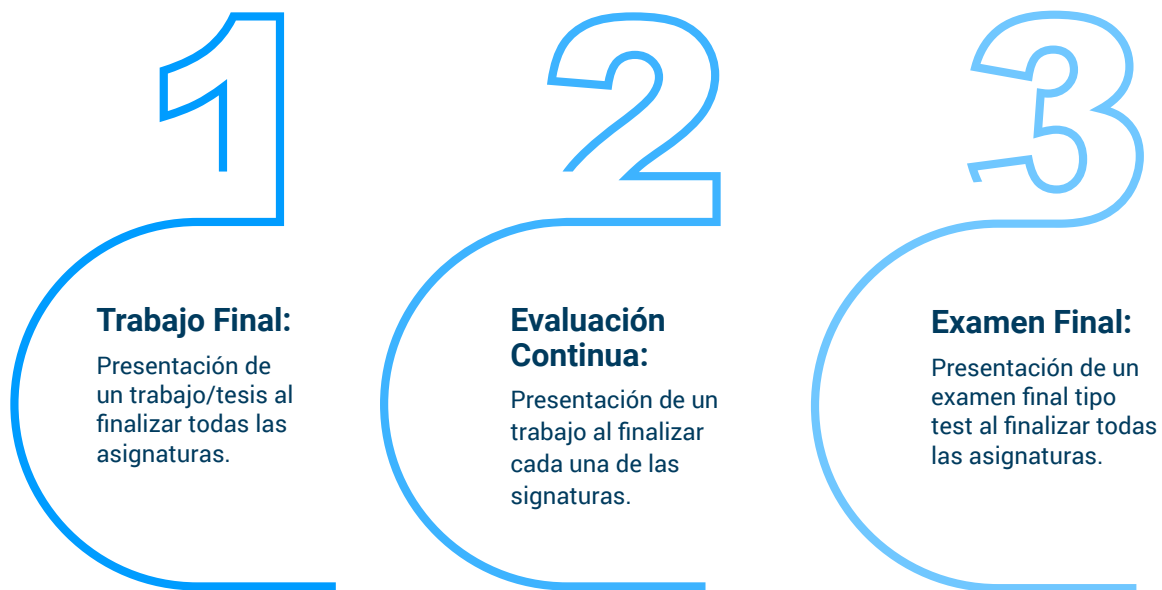 1
Trabajo Final:
Presentación de
un trabajo/tesis al
finalizar todas las
asignaturas.
2
Evaluación
Continua:
Presentación de un
trabajo al finalizar
cada una de las
signaturas.
3
Examen Final:
Presentación de un
examen final tipo
test al finalizar todas
las asignaturas.